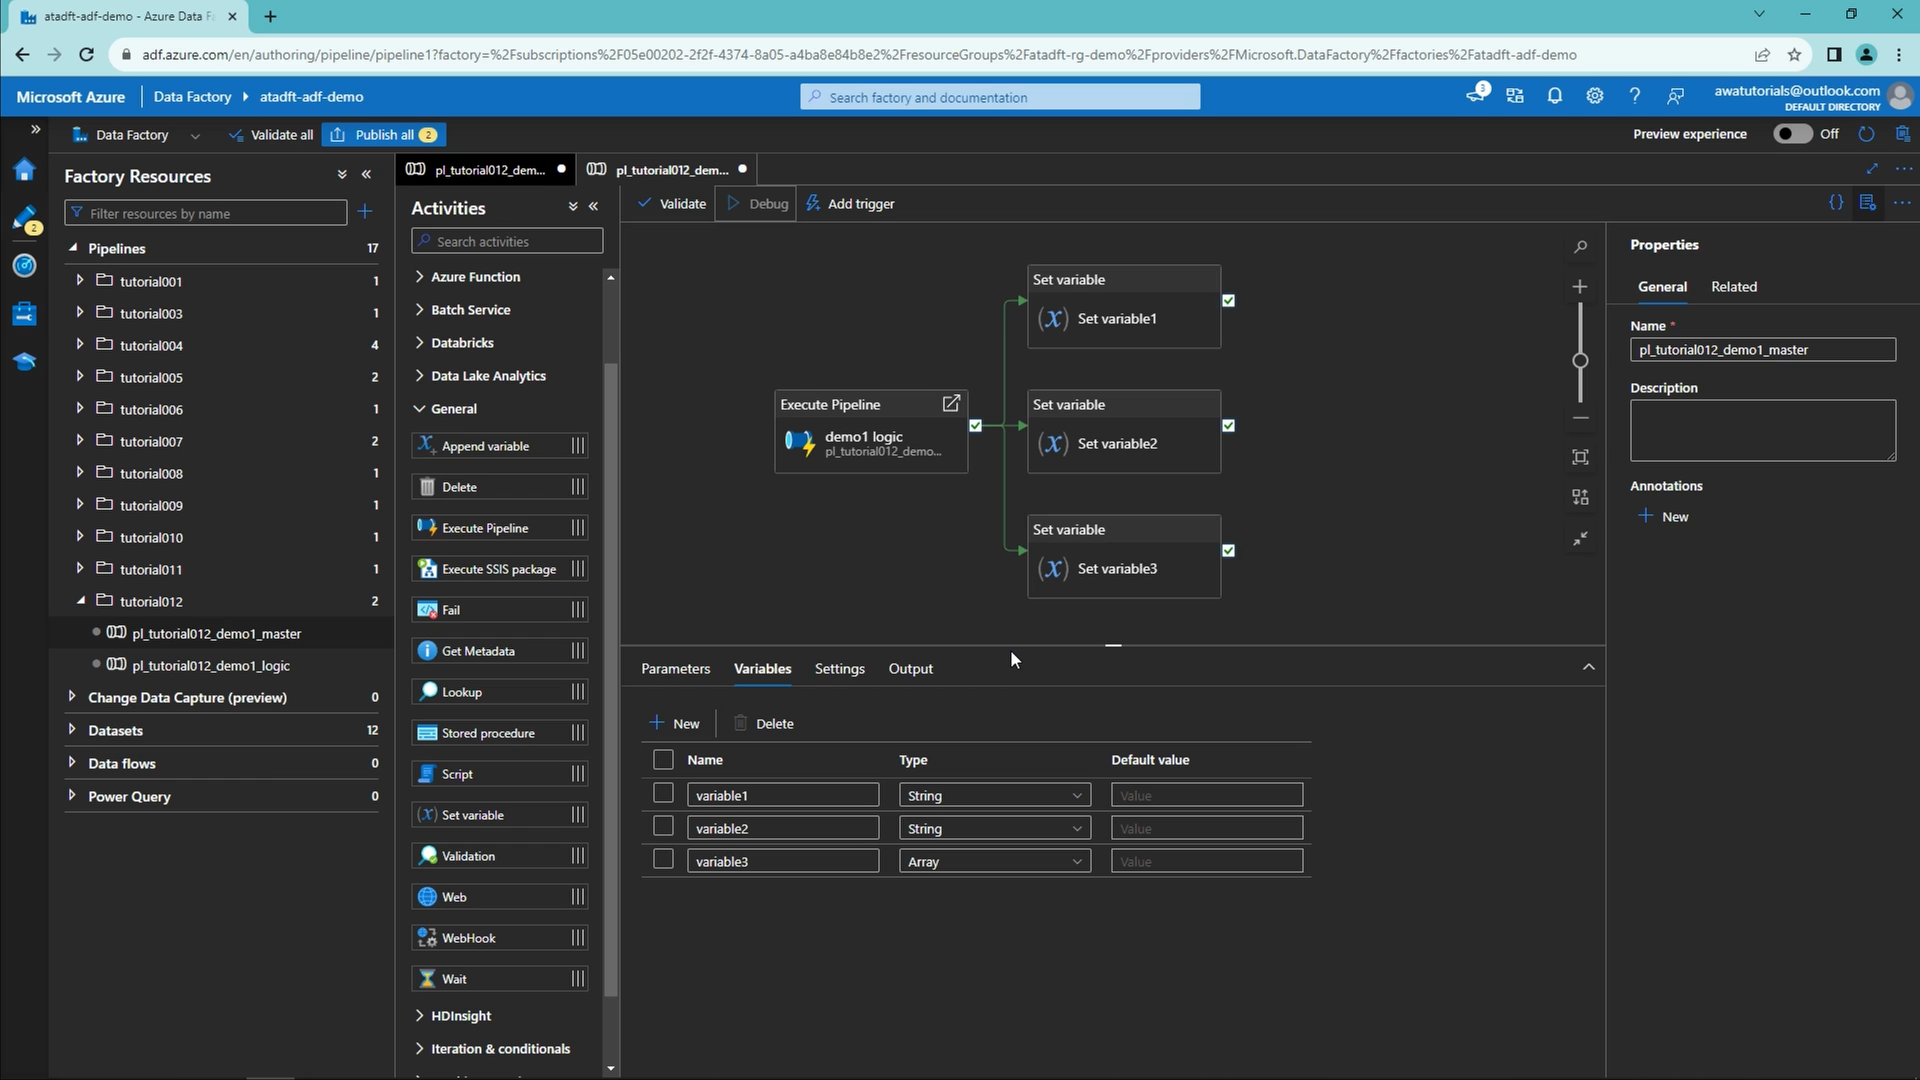 atadft-adf-demo - Azure Data Fa
adf.azure.com/en/authoring/pipeline/pipeline1?factory=%2Fsubscriptions%2F05e00202-2f2f-4374-8a05-a4ba8e84b8e2%2FresourceGroups%2Fatadft-rg-demo%2Fproviders%2FMicrosoft.DataFactory%2Ffactories%2Fatadft-adf-demo
Microsoft Azure
Data Factory
atadft-adf-demo
Search factory and documentation
3
awatutorials@outlook.com
DEFAULT DIRECTORY
Data Factory
Validate all
Publish all
2
Preview experience
Off
2
Factory Resources
Filter resources by name
Pipelines 17
tutorial001 1
tutorial003 1
tutorial004 4
tutorial005 2
tutorial006 1
tutorial007 2
tutorial008 1
tutorial009 1
tutorial010 1
tutorial011 1
tutorial012 2
pl_tutorial012_demo1_master
pl_tutorial012_demo1_logic
Change Data Capture (preview) 0
Datasets 12
Data flows 0
Power Query 0
pl_tutorial012_dem...
pl_tutorial012_dem...
Activities
Search activities
Azure Function
Batch Service
Databricks
Data Lake Analytics
General
Append variable
Delete
Execute Pipeline
Execute SSIS package
Fail
Get Metadata
Lookup
Stored procedure
Script
Set variable
Validation
Web
WebHook
Wait
HDInsight
Iteration & conditionals
Validate
Debug
Add trigger
Execute Pipeline
demo1 logic
pl_tutorial012_demo...
Set variable
(x) Set variable1
Set variable
(x) Set variable2
Set variable
(x) Set variable3
Parameters
Variables
Settings
Output
New
Delete
Name Type Default value
variable1 String Value
variable2 String Value
variable3 Array Value
Properties
General
Related
Name *
pl_tutorial012_demo1_master
Description
Annotations
New